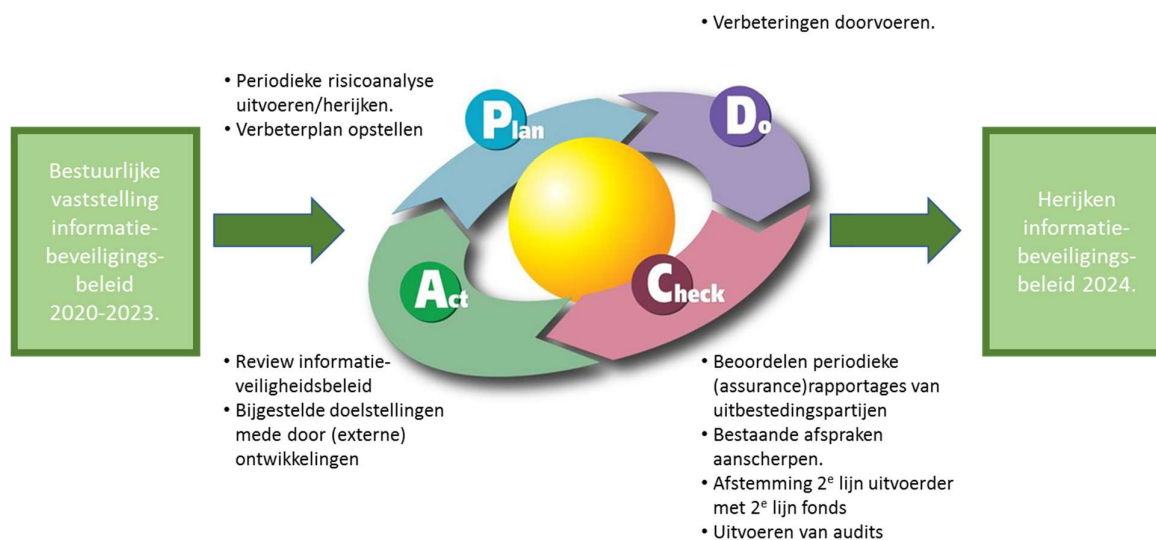 Bestuurlijke
vaststelling
informatie-
beveiligings-
beleid
2020-2023.
• Periodieke risicoanalyse
uitvoeren/herijken.
• Verbeterplan opstellen
Plan
• Verbeteringen doorvoeren.
Do
Act
• Review informatie-
veiligheidsbeleid
• Bijgestelde doelstellingen
mede door (externe)
ontwikkelingen
Check
• Beoordelen periodieke
(assurance)rapportages van
uitbestedingspartijen
• Bestaande afspraken
aanscherpen.
• Afstemming 2e lijn uitvoerder
met 2e lijn fonds
• Uitvoeren van audits
Herijken
informatie-
beveiligings-
beleid 2024.